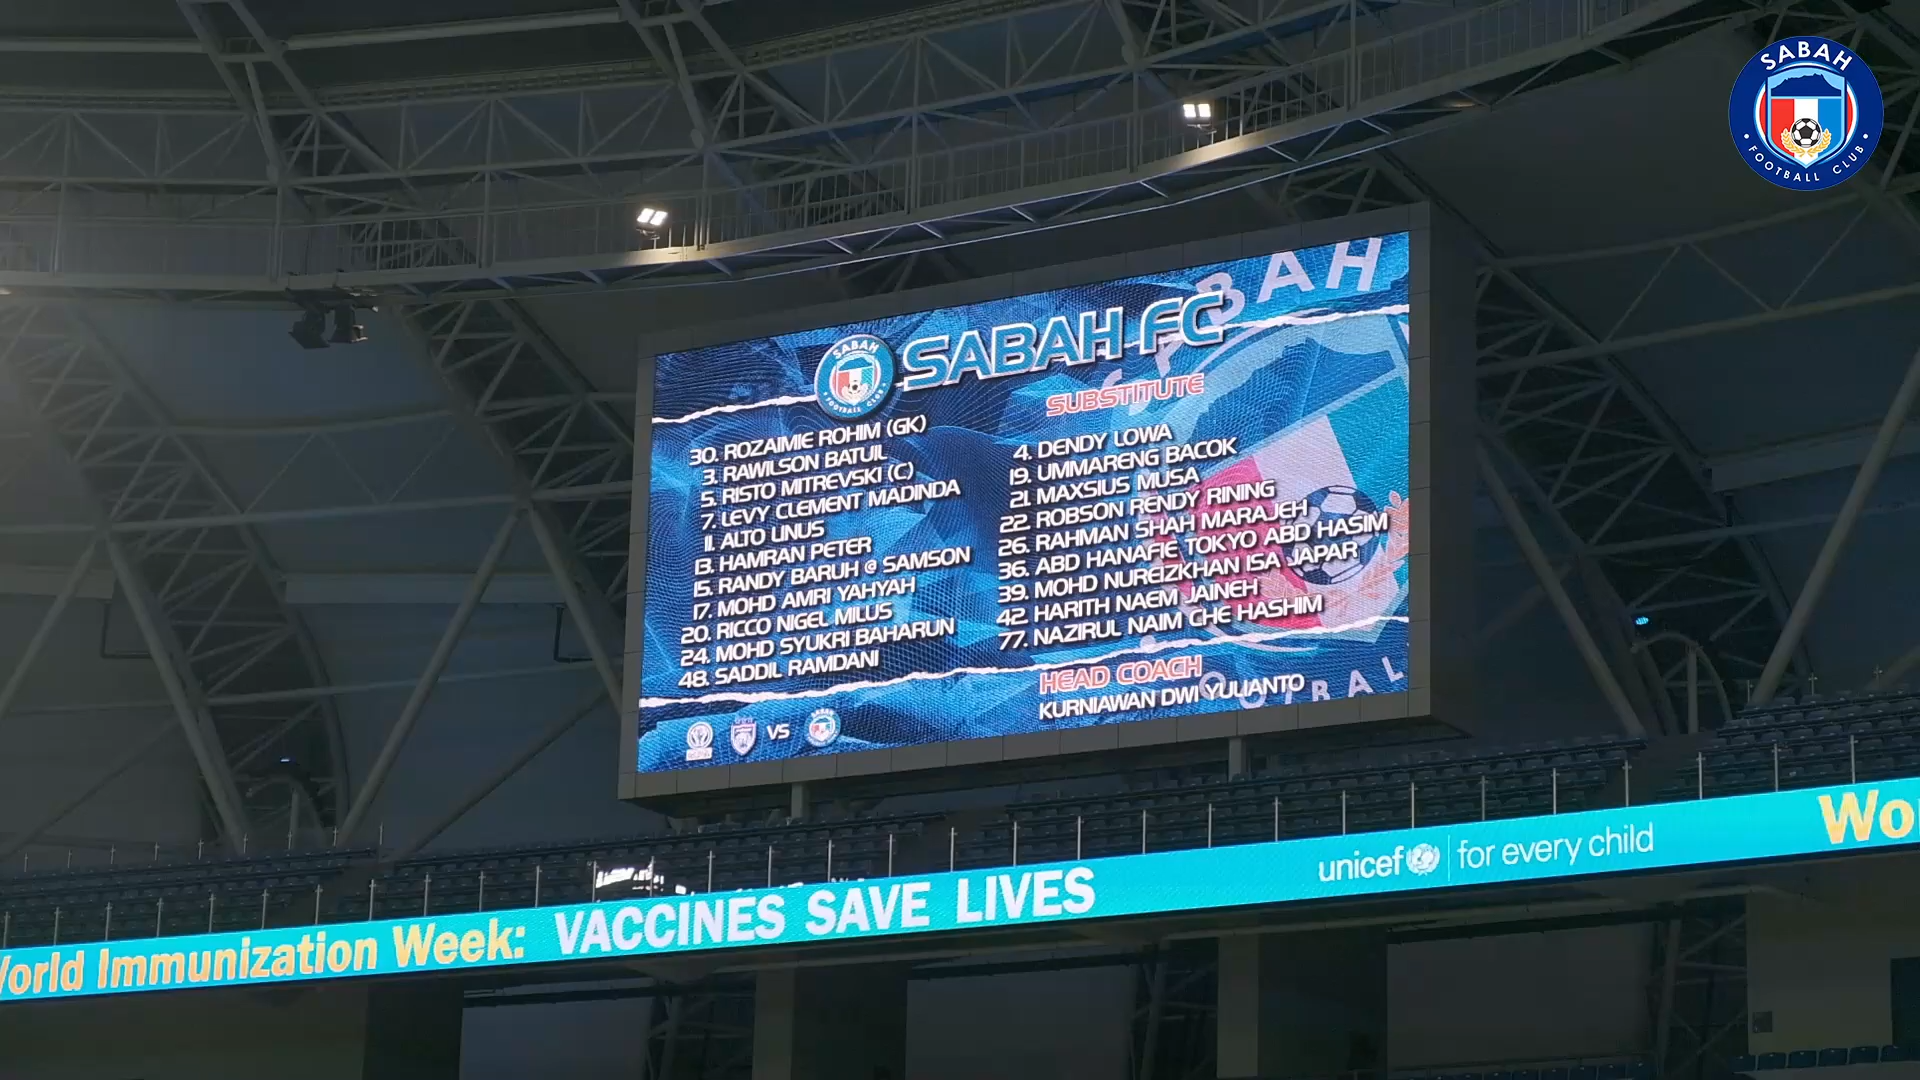 SABAH
FOOTBALL CLUB
SABAH
SABAH
FOOTBALL CLUB
SABAH FC
30. ROZAIMIE ROHIM (GK)
3. RAWILSON BATUIL
5. RISTO MITREVSKI (C)
7. LEVY CLEMENT MADINDA
11. ALTO LINUS
13. HAMRAN PETER
15. RANDY BARUH @ SAMSON
17. MOHD AMRI YAHYAH
20. RICCO NIGEL MILUS
24. MOHD SYUKRI BAHARUN
48. SADDIL RAMDANI
SUBSTITUTE
4. DENDY LOWA
19. UMMARENG BACOK
21. MAXSIUS MUSA
22. ROBSON RENDY RINING
26. RAHMAN SHAH MARAJEH
36. ABD HANAFIE TOKYO ABD HASIM
39. MOHD NUREIZKHAN ISA JAPAR
42. HARITH NAEM JAINEH
77. NAZIRUL NAIM CHE HASHIM
HEAD COACH
KURNIAWAN DWI YULIANTO
VS
World Immunization Week: VACCINES SAVE LIVES unicef for every child Wo